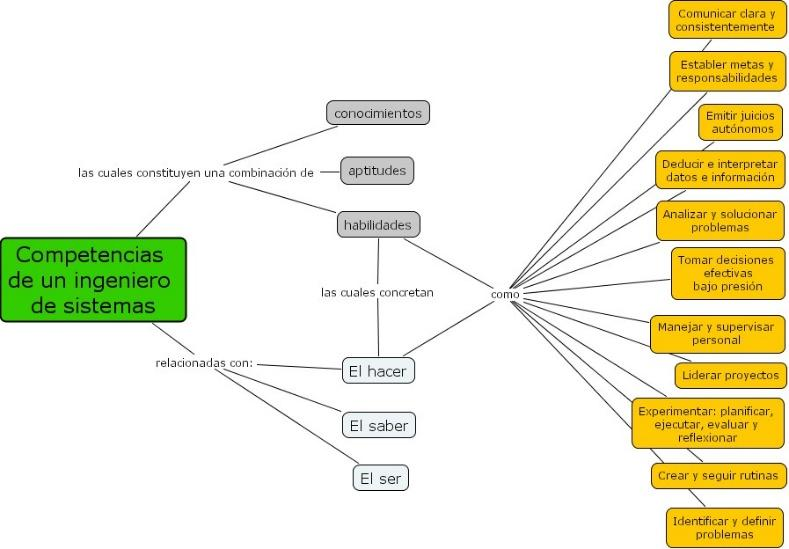 Competencias
de un ingeniero
de sistemas
las cuales constituyen una combinación de
conocimientos
aptitudes
habilidades
las cuales concretan
relacionadas con:
El hacer
El saber
El ser
como
Comunicar clara y
consistentemente
Establer metas y
responsabilidades
Emitir juicios
autónomos
Deducir e interpretar
datos e información
Analizar y solucionar
problemas
Tomar decisiones
efectivas
bajo presión
Manejar y supervisar
personal
Liderar proyectos
Experimentar: planificar,
ejecutar, evaluar y
reflexionar
Crear y seguir rutinas
Identificar y definir
problemas